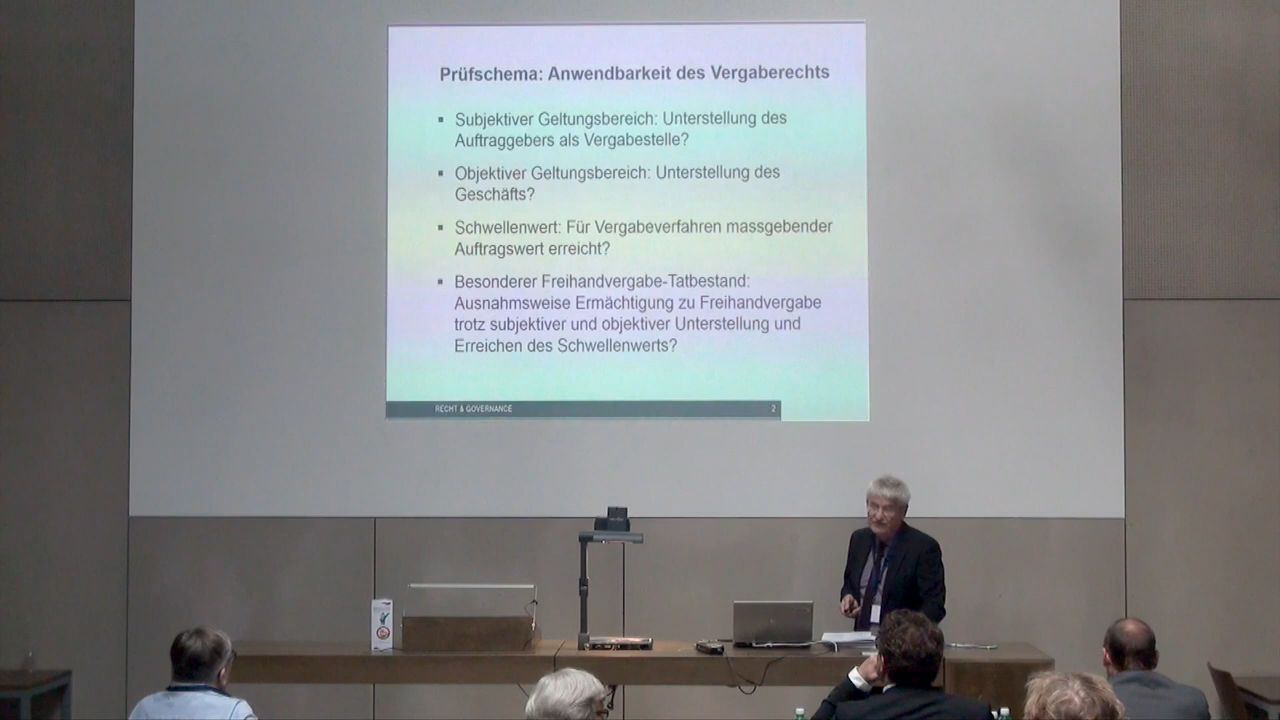 Prüfschema: Anwendbarkeit des Vergaberechts
▪ Subjektiver Geltungsbereich: Unterstellung des
Auftraggebers als Vergabestelle?
▪ Objektiver Geltungsbereich: Unterstellung des
Geschäfts?
▪ Schwellenwert: Für Vergabeverfahren massgebender
Auftragswert erreicht?
▪ Besonderer Freihandvergabe-Tatbestand:
Ausnahmsweise Ermächtigung zu Freihandvergabe
trotz subjektiver und objektiver Unterstellung und
Erreichen des Schwellenwerts?
RECHT & GOVERNANCE 2